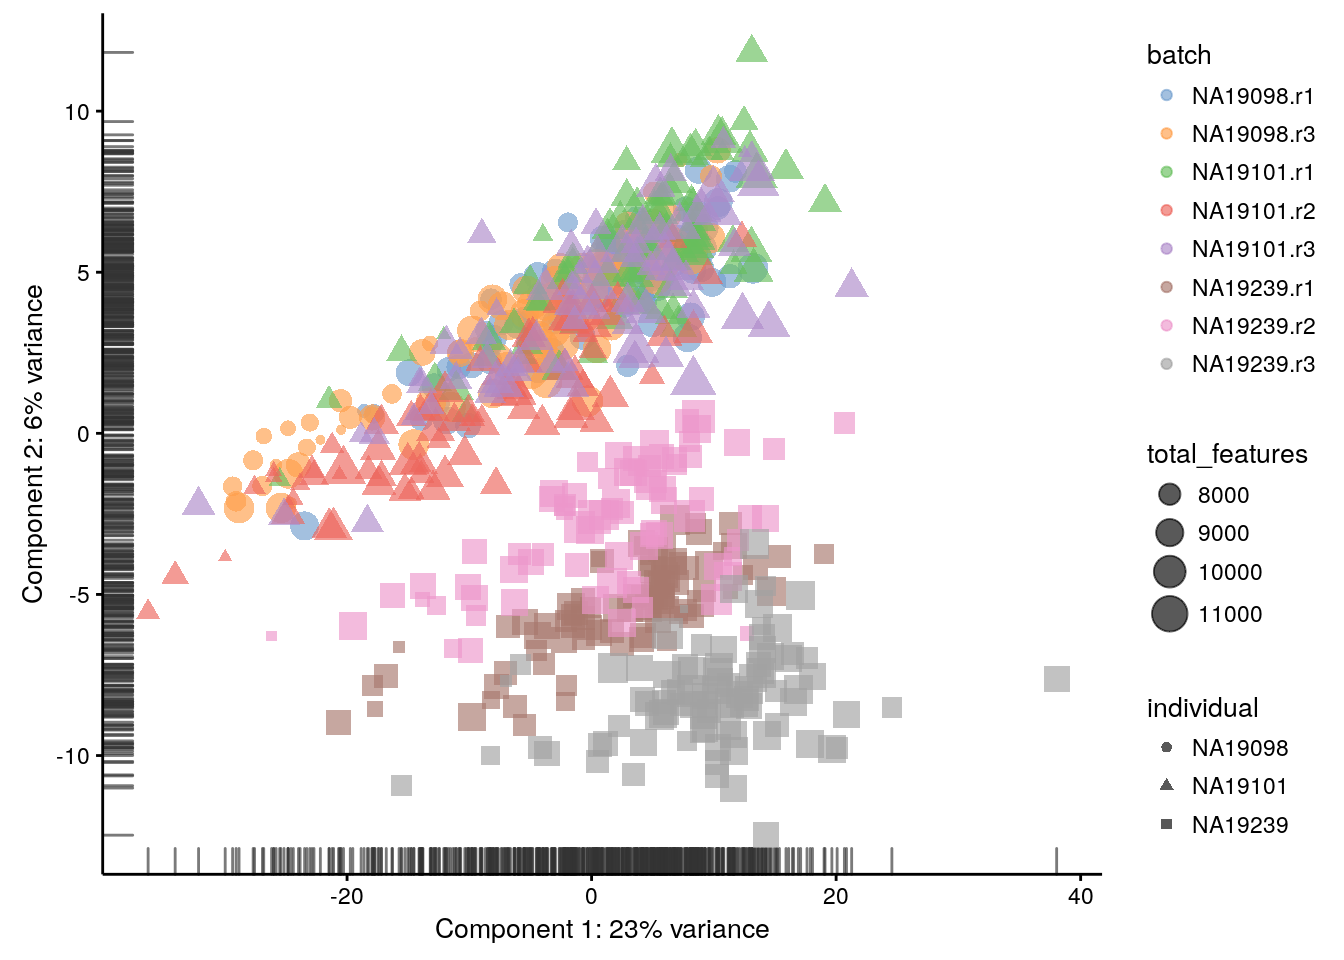 10
5
0
-5
-10
Component 2: 6% variance
-20
0
20
40
Component 1: 23% variance
batch
NA19098.r1
NA19098.r3
NA19101.r1
NA19101.r2
NA19101.r3
NA19239.r1
NA19239.r2
NA19239.r3
total_features
8000
9000
10000
11000
individual
NA19098
NA19101
NA19239